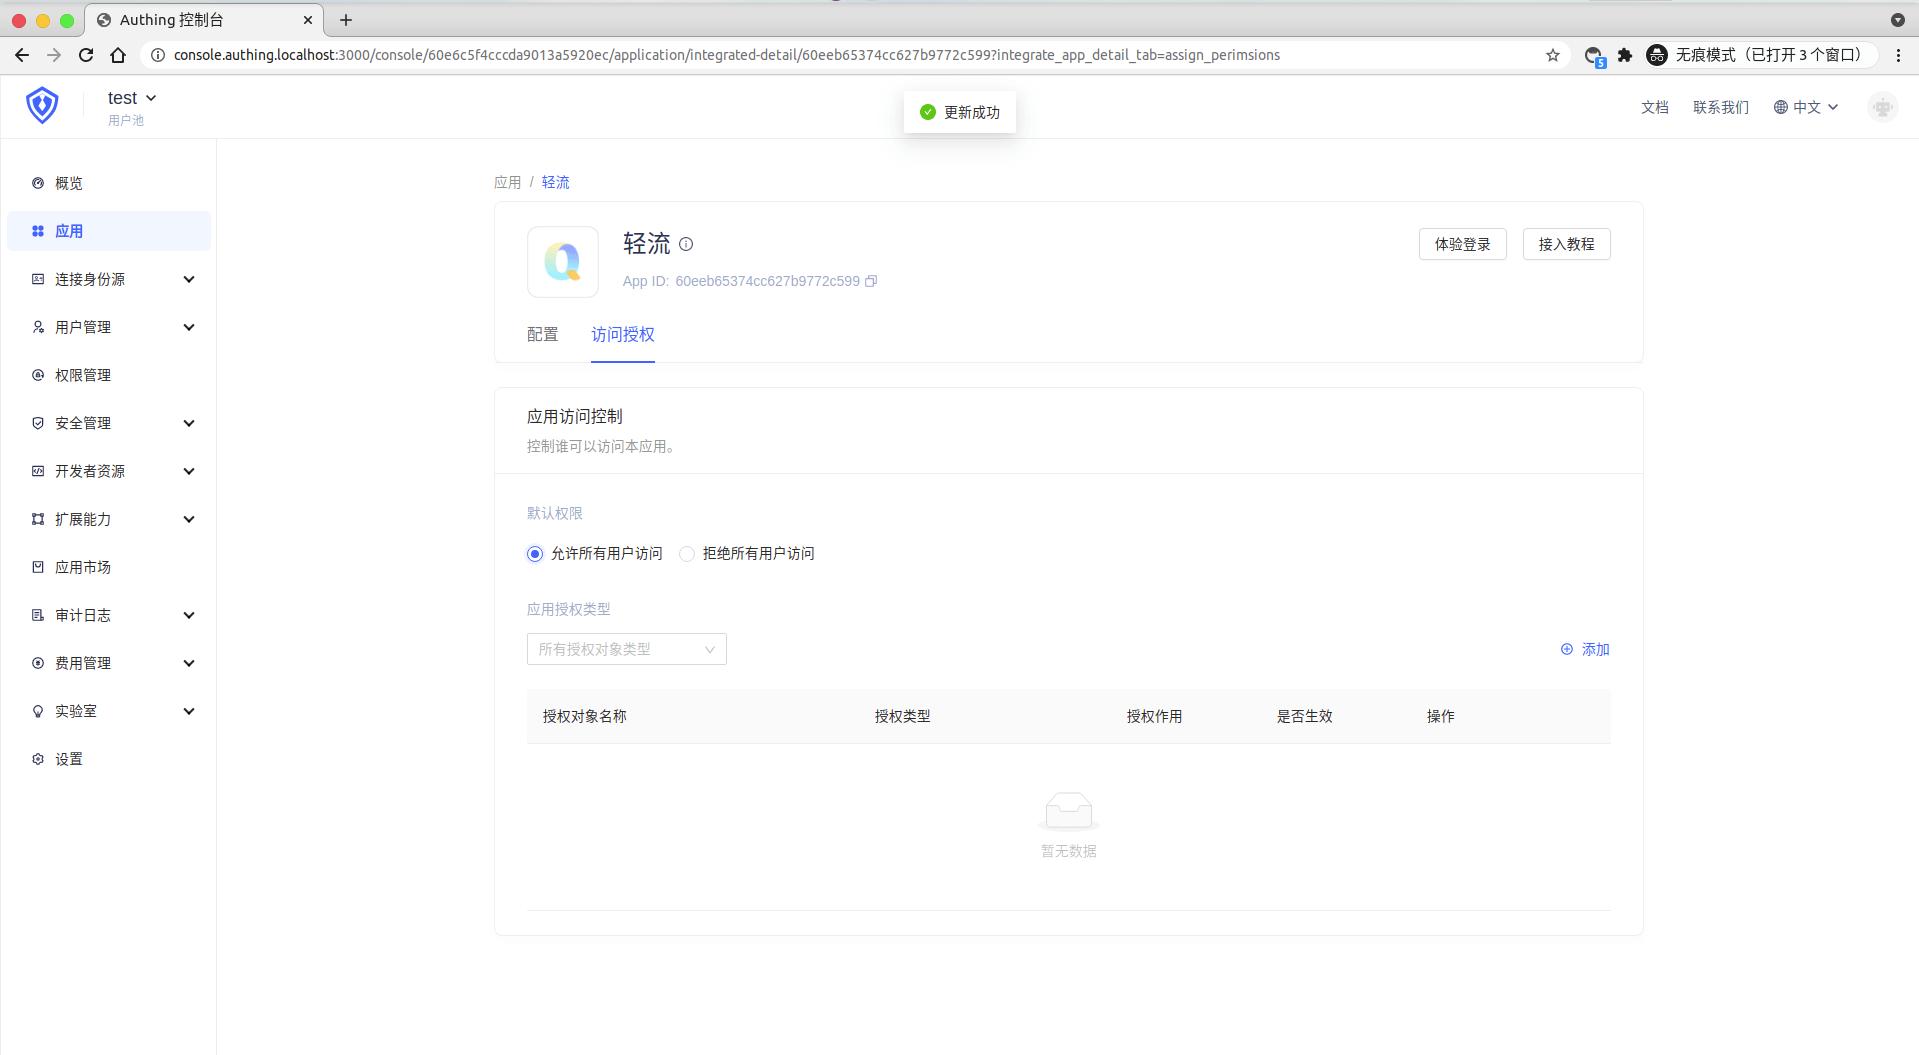 Authing 控制台
console.authing.localhost:3000/console/60e6c5f4cccda9013a5920ec/application/integrated-detail/60eeb65374cc627b9772c599?integrate_app_detail_tab=assign_perimsions
5
无痕模式（已打开 3 个窗口）
test
用户池
更新成功
文档
联系我们
中文
概览
应用
连接身份源
用户管理
权限管理
安全管理
开发者资源
扩展能力
应用市场
审计日志
费用管理
实验室
设置
应用 / 轻流
轻流
体验登录
接入教程
App ID: 60eeb65374cc627b9772c599
配置
访问授权
应用访问控制
控制谁可以访问本应用。
默认权限
允许所有用户访问
拒绝所有用户访问
应用授权类型
所有授权对象类型
添加
授权对象名称
授权类型
授权作用
是否生效
操作
暂无数据